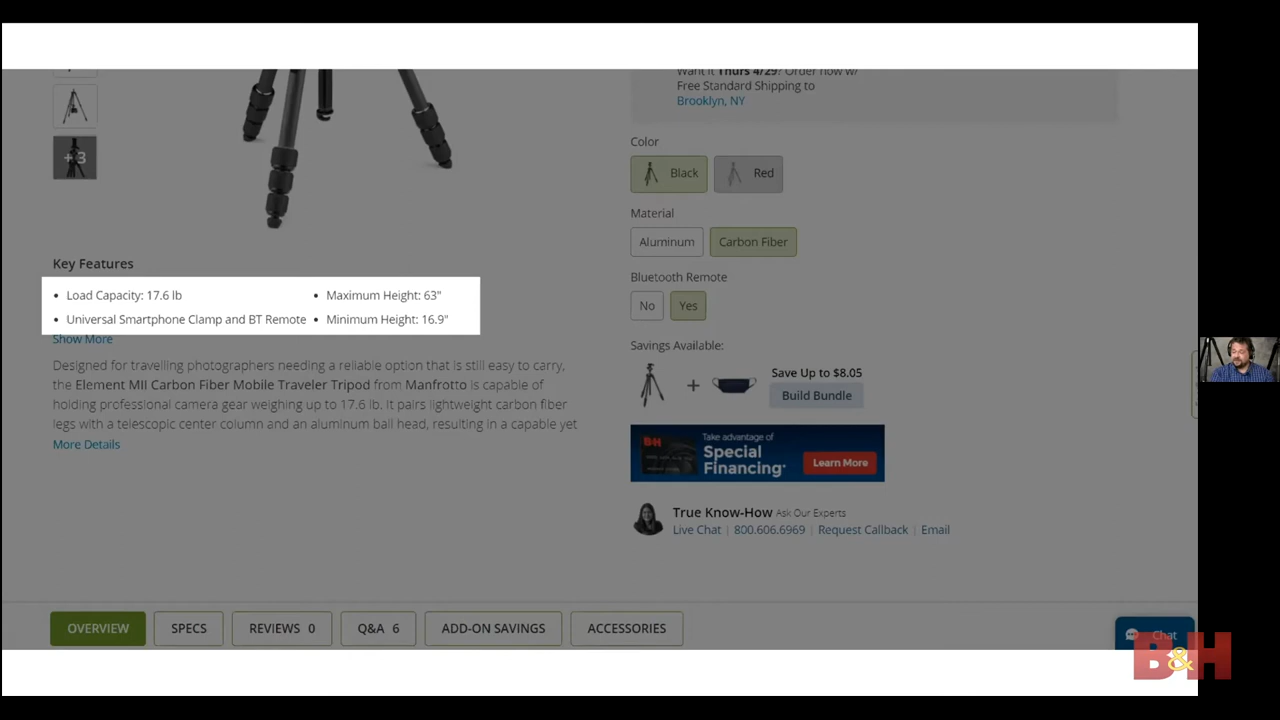 Want it Thurs 4/29? Order now w/
Free Standard Shipping to
Brooklyn, NY
+3
Color
Black
Red
Material
Aluminum
Carbon Fiber
Bluetooth Remote
No
Yes
Savings Available:
+
Save Up to $8.05
Build Bundle
B&H
Take advantage of
Special
Financing*
Learn More
True Know-How Ask Our Experts
Live Chat | 800.606.6969 | Request Callback | Email
Key Features
• Load Capacity: 17.6 lb
• Maximum Height: 63"
• Universal Smartphone Clamp and BT Remote
• Minimum Height: 16.9"
Show More
Designed for travelling photographers needing a reliable option that is still easy to carry,
the Element MII Carbon Fiber Mobile Traveler Tripod from Manfrotto is capable of
holding professional camera gear weighing up to 17.6 lb. It pairs lightweight carbon fiber
legs with a telescopic center column and an aluminum ball head, resulting in a capable yet
More Details
OVERVIEW
SPECS
REVIEWS 0
Q&A 6
ADD-ON SAVINGS
ACCESSORIES
Chat
B&H